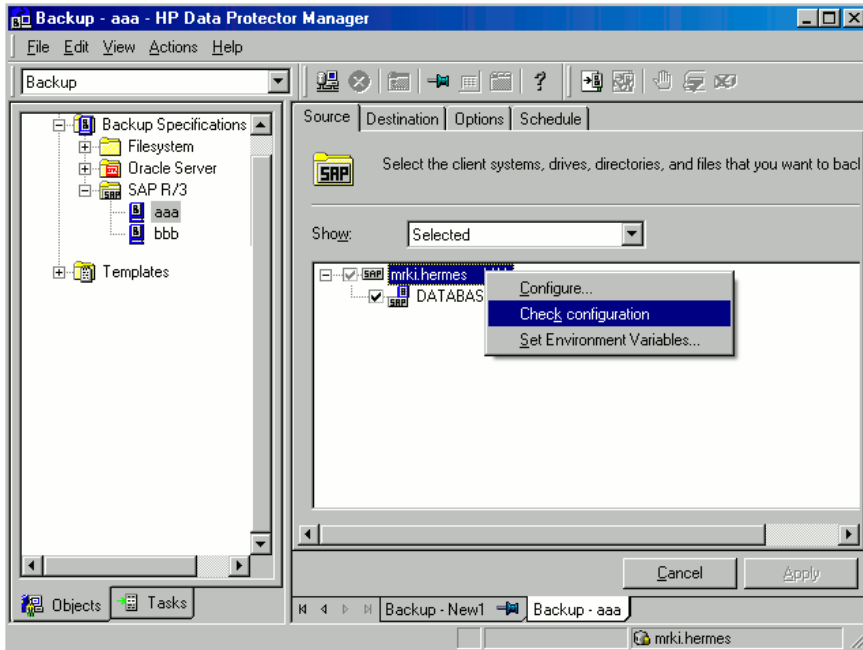 Backup - aaa - HP Data Protector Manager
File Edit View Actions Help
Backup
Backup Specifications
Filesystem
Oracle Server
SAP R/3
aaa
bbb
Templates
Objects
Tasks
Source Destination Options Schedule
SAP
Select the client systems, drives, directories, and files that you want to bacl
Show: Selected
SAP mrki.hermes
SAP DATABAS
Configure...
Check configuration
Set Environment Variables...
Cancel Apply
Backup - New1 Backup - aaa
mrki.hermes